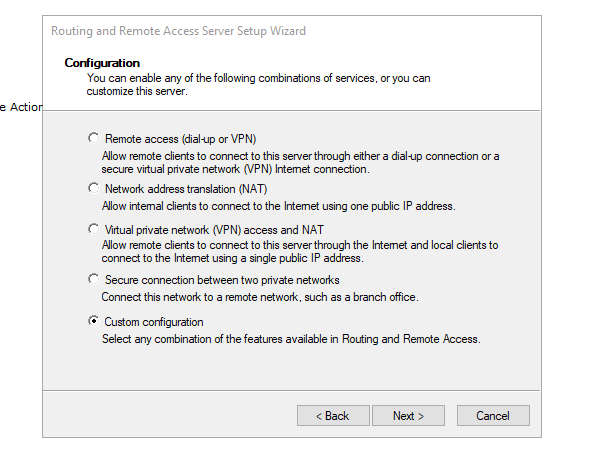 Routing and Remote Access Server Setup Wizard
Configuration
You can enable any of the following combinations of services, or you can
customize this server.
e Action
Remote access (dial-up or VPN)
Allow remote clients to connect to this server through either a dial-up connection or a
secure virtual private network (VPN) Internet connection.
Network address translation (NAT)
Allow internal clients to connect to the Internet using one public IP address.
Virtual private network (VPN) access and NAT
Allow remote clients to connect to this server through the Internet and local clients to
connect to the Internet using a single public IP address.
Secure connection between two private networks
Connect this network to a remote network, such as a branch office.
Custom configuration
Select any combination of the features available in Routing and Remote Access.
< Back Next > Cancel